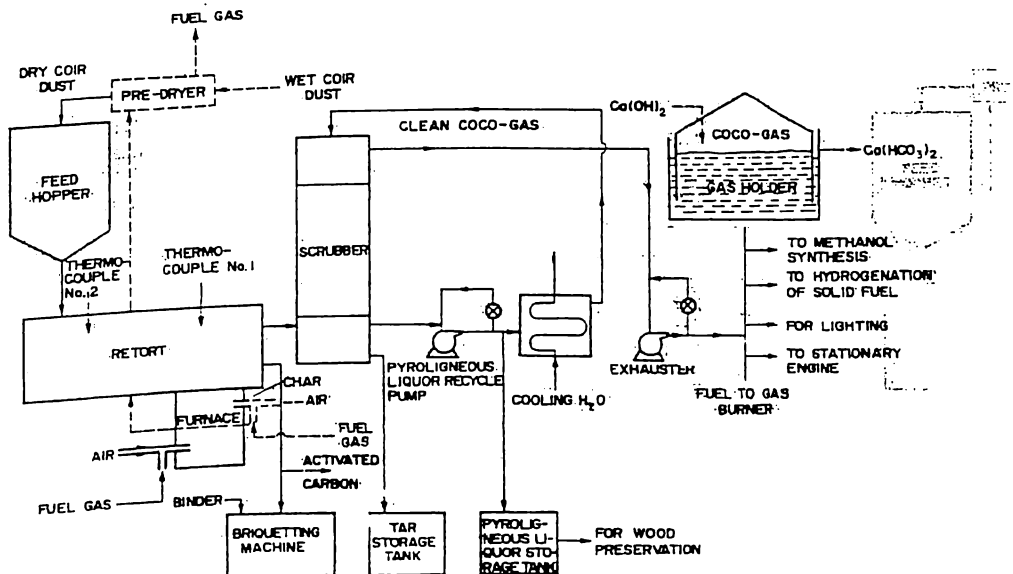 FUEL GAS
DRY COIR
DUST
PRE-DRYER
WET COIR
DUST
FEED
HOPPER
CLEAN COCO-GAS
Ca(OH)2
COCO-GAS
GAS HOLDER
Ca(HCO3)2
THERMO-
COUPLE
No.,2
THERMO-
COUPLE No.1
SCRUBBER
RETORT
PYROLIGNEOUS
LIQUOR RECYCLE
PUMP
COOLING H2O
EXHAUSTER
TO METHANOL
SYNTHESIS
TO HYDROGENATION
OF SOLID FUEL
FOR LIGHTING
TO STATIONARY
ENGINE
FUEL TO GAS
BURNER
CHAR
AIR
FURNACE
FUEL
GAS
AIR
FUEL GAS
ACTIVATED
CARBON
BINDER
BRIQUETTING
MACHINE
TAR
STORAGE
TANK
PYROLIG-
NEOUS LI-
QUOR STO-
RAGE TANK
FOR WOOD
PRESERVATION